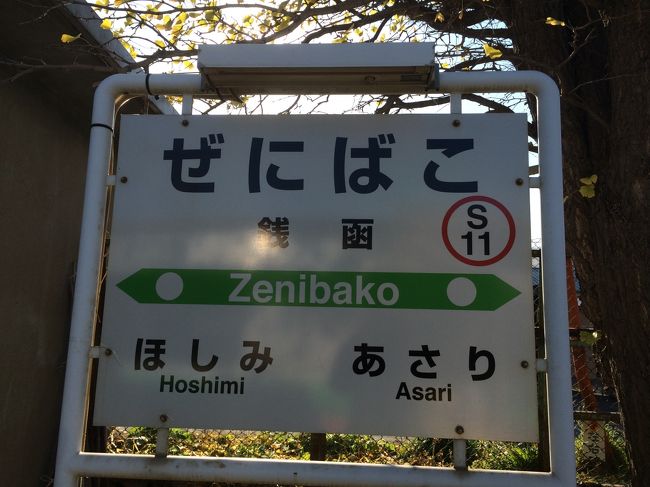 ぜにばこ
銭函
S
11
Zenibako
ほしみ あさり
Hoshimi Asari